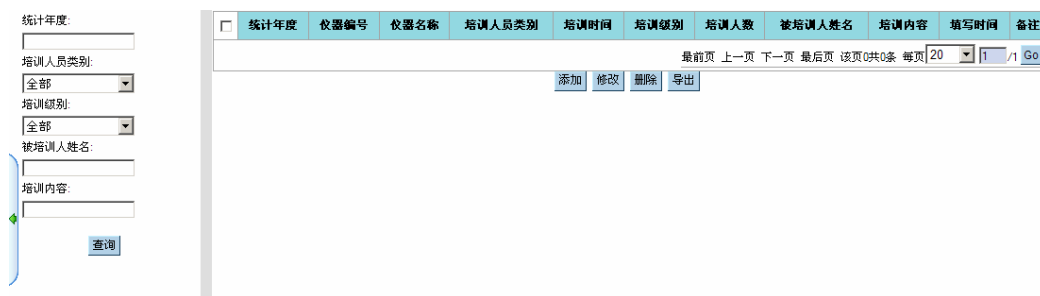 统计年度:
培训人员类别:
全部
培训级别:
全部
被培训人姓名:
培训内容:
查询
统计年度 仪器编号 仪器名称 培训人员类别 培训时间 培训级别 培训人数 被培训人姓名 培训内容 填写时间 备注
最前页 上一页 下一页 最后页 该页0共0条 每页 20 1 /1 Go
添加 修改 删除 导出